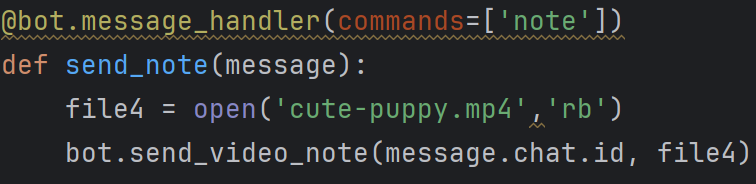 @bot.message_handler(commands=['note'])
def send_note(message):
    file4 = open('cute-puppy.mp4','rb')
    bot.send_video_note(message.chat.id, file4)